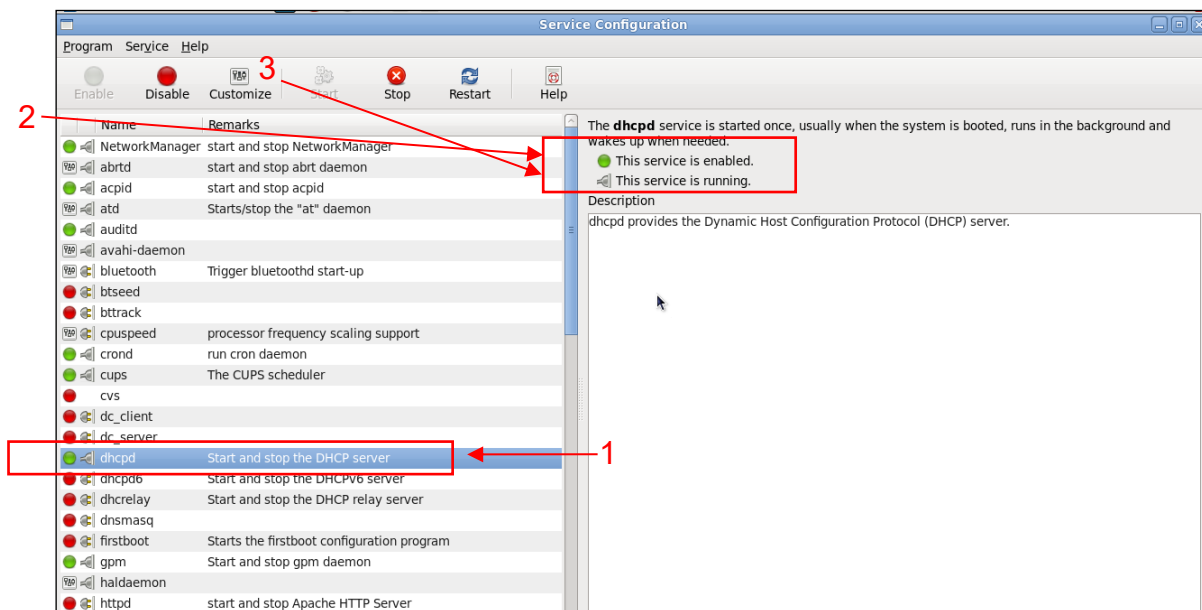 Service Configuration
Program Service Help
3
Enable Disable Customize Start Stop Restart Help
2
Name Remarks
NetworkManager start and stop NetworkManager
abrtd start and stop abrt daemon
acpid start and stop acpid
atd Starts/stop the "at" daemon
auditd
avahi-daemon
bluetooth Trigger bluetoothd start-up
btseed
bttrack
cpuspeed processor frequency scaling support
crond run cron daemon
cups The CUPS scheduler
cvs
dc_client
dc_server
dhcpd Start and stop the DHCP server
1
dhcpd6 Start and stop the DHCPv6 server
dhcrelay Start and stop the DHCP relay server
dnsmasq
firstboot Starts the firstboot configuration program
gpm Start and stop gpm daemon
haldaemon
httpd start and stop Apache HTTP Server
The dhcpd service is started once, usually when the system is booted, runs in the background and
wakes up when needed.
This service is enabled.
This service is running.
Description
dhcpd provides the Dynamic Host Configuration Protocol (DHCP) server.